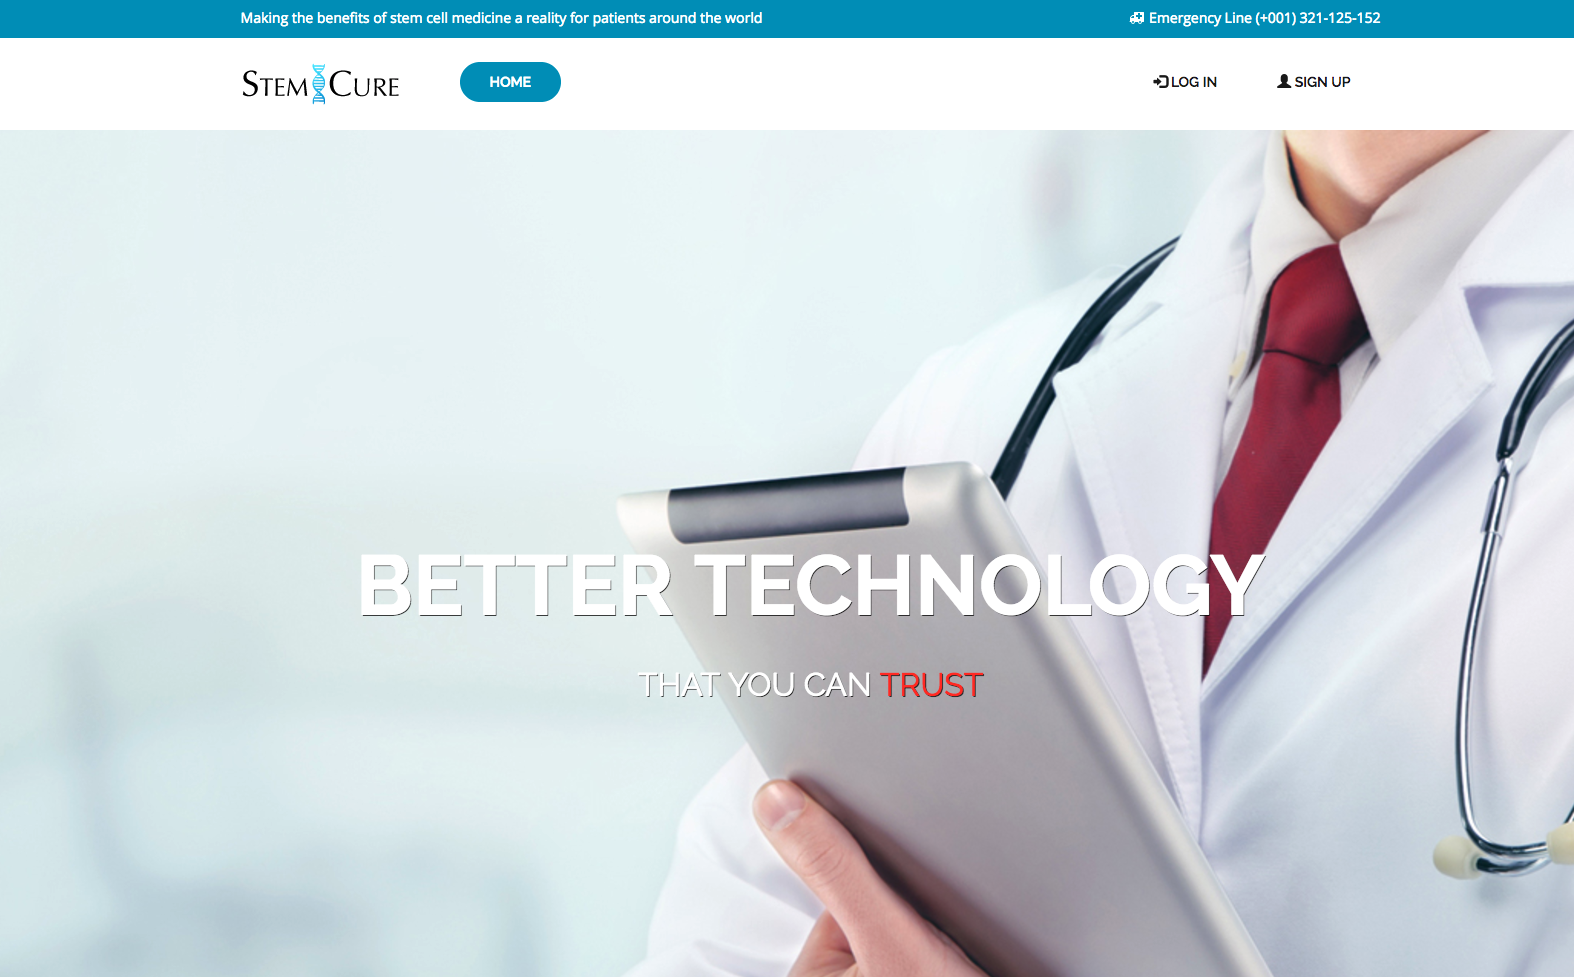 Making the benefits of stem cell medicine a reality for patients around the world
Emergency Line (+001) 321-125-152
STEM CURE
HOME
LOG IN
SIGN UP
BETTER TECHNOLOGY
THAT YOU CAN TRUST